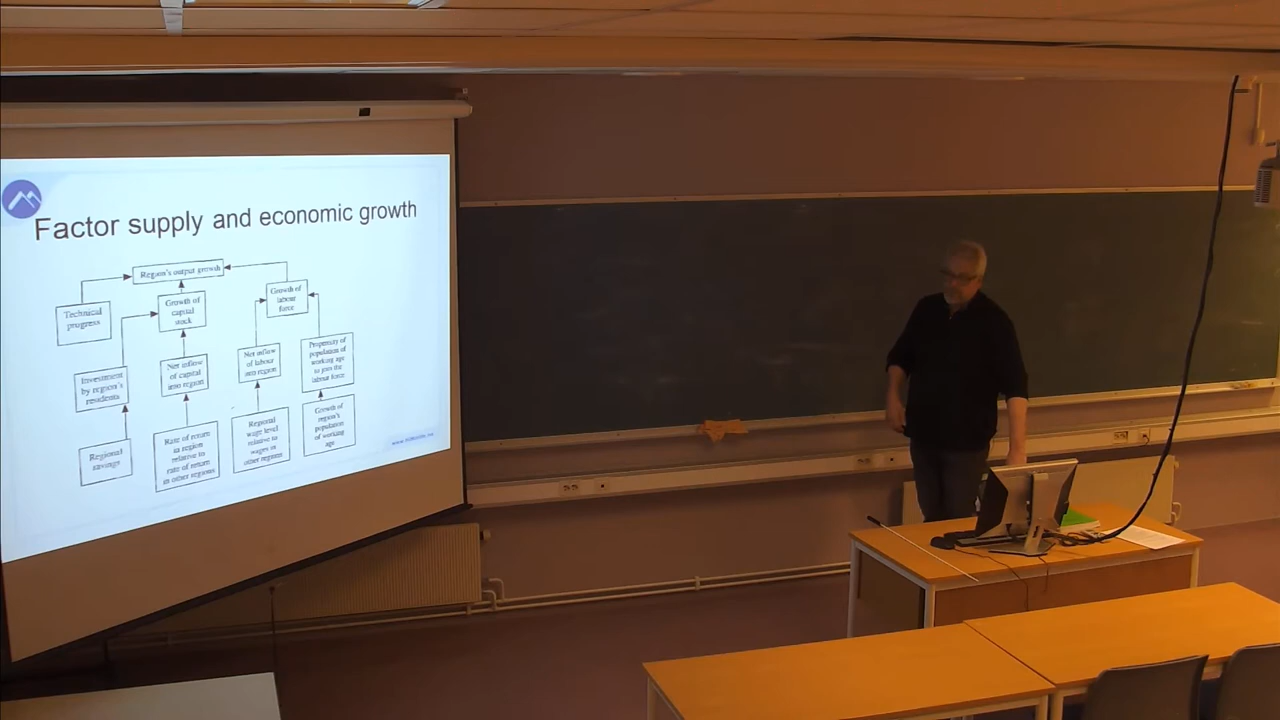 Factor supply and economic growth
Region's output growth
Technical
progress
Growth of
capital
stock
Growth of
labour
force
Investment
by region's
residents
Net inflow
of capital
into region
Net inflow
of labour
into region
Propensity of
population of
working age
to join the
labour force
Regional
savings
Rate of return
in region
relative to
rate of return
in other regions
Regional
wage level
relative to
wages in
other regions
Growth of
region's
population
of working
age